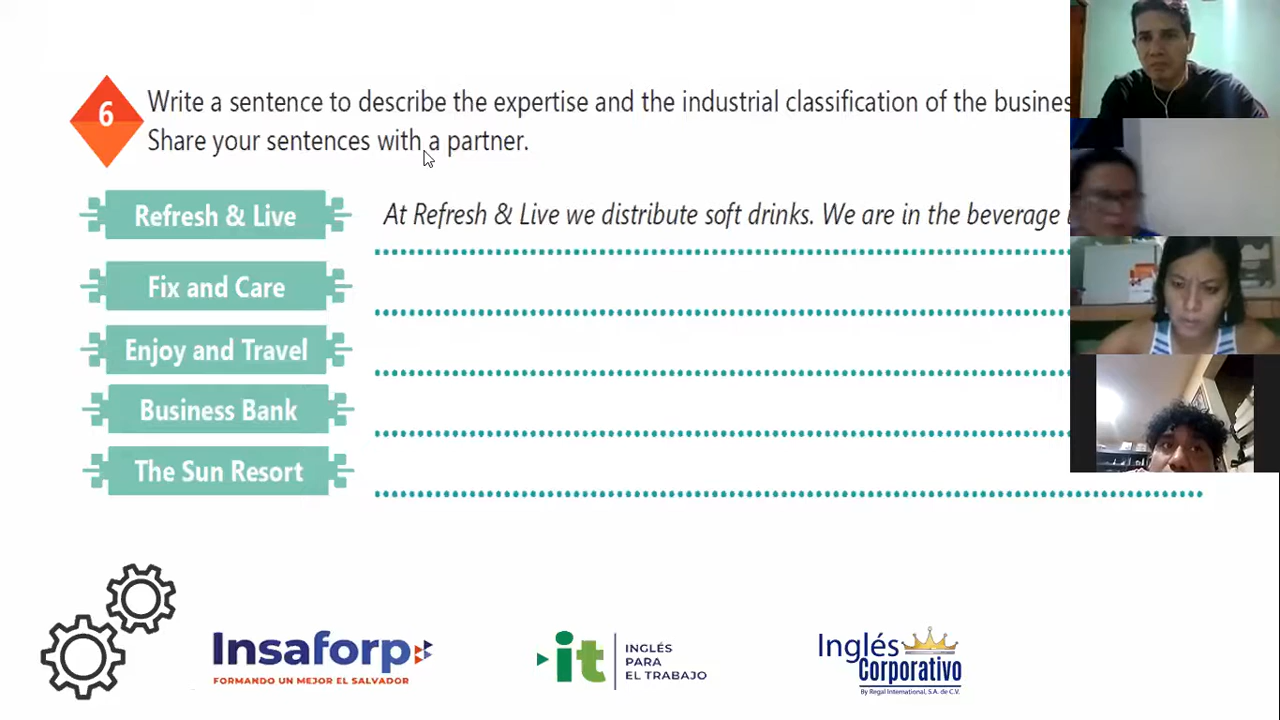 6
Write a sentence to describe the expertise and the industrial classification of the
Share your sentences with a partner.
Refresh & Live
At Refresh & Live we distribute soft drinks. We are in the beverage
Fix and Care
Enjoy and Travel
Business Bank
The Sun Resort
Insaforp
FORMANDO UN MEJOR EL SALVADOR
it
INGLÉS
PARA
EL TRABAJO
Inglés
Corporativo
By Regal International, S.A. de C.V.